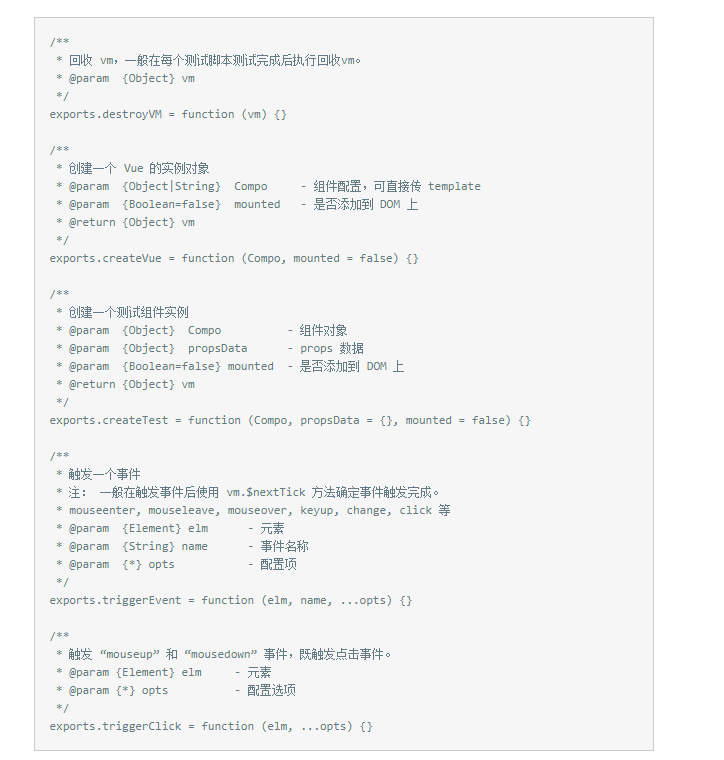 /**
 * 回收 vm，一般在每个测试脚本测试完成后执行回收vm。
 * @param  {Object} vm
 */
exports.destroyVM = function (vm) {}

/**
 * 创建一个 Vue 的实例对象
 * @param  {Object|String}  Compo     - 组件配置，可直接传 template
 * @param  {Boolean=false}  mounted   - 是否添加到 DOM 上
 * @return {Object} vm
 */
exports.createVue = function (Compo, mounted = false) {}

/**
 * 创建一个测试组件实例
 * @param  {Object}  Compo          - 组件对象
 * @param  {Object}  propsData      - props 数据
 * @param  {Boolean=false} mounted  - 是否添加到 DOM 上
 * @return {Object} vm
 */
exports.createTest = function (Compo, propsData = {}, mounted = false) {}

/**
 * 触发一个事件
 * 注： 一般在触发事件后使用 vm.$nextTick 方法确定事件触发完成。
 * mouseenter, mouseleave, mouseover, keyup, change, click 等
 * @param  {Element} elm      - 元素
 * @param  {String} name      - 事件名称
 * @param  {*} opts           - 配置项
 */
exports.triggerEvent = function (elm, name, ...opts) {}

/**
 * 触发 “mouseup” 和 “mousedown” 事件，既触发点击事件。
 * @param {Element} elm     - 元素
 * @param {*} opts          - 配置选项
 */
exports.triggerClick = function (elm, ...opts) {}